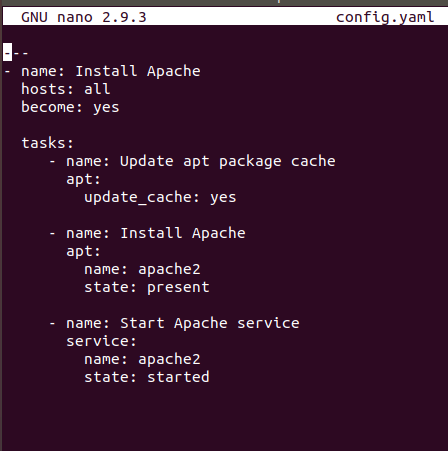 GNU nano 2.9.3 config.yaml
---
- name: Install Apache
  hosts: all
  become: yes

  tasks:
     - name: Update apt package cache
       apt:
         update_cache: yes

     - name: Install Apache
       apt:
         name: apache2
         state: present

     - name: Start Apache service
       service:
         name: apache2
         state: started